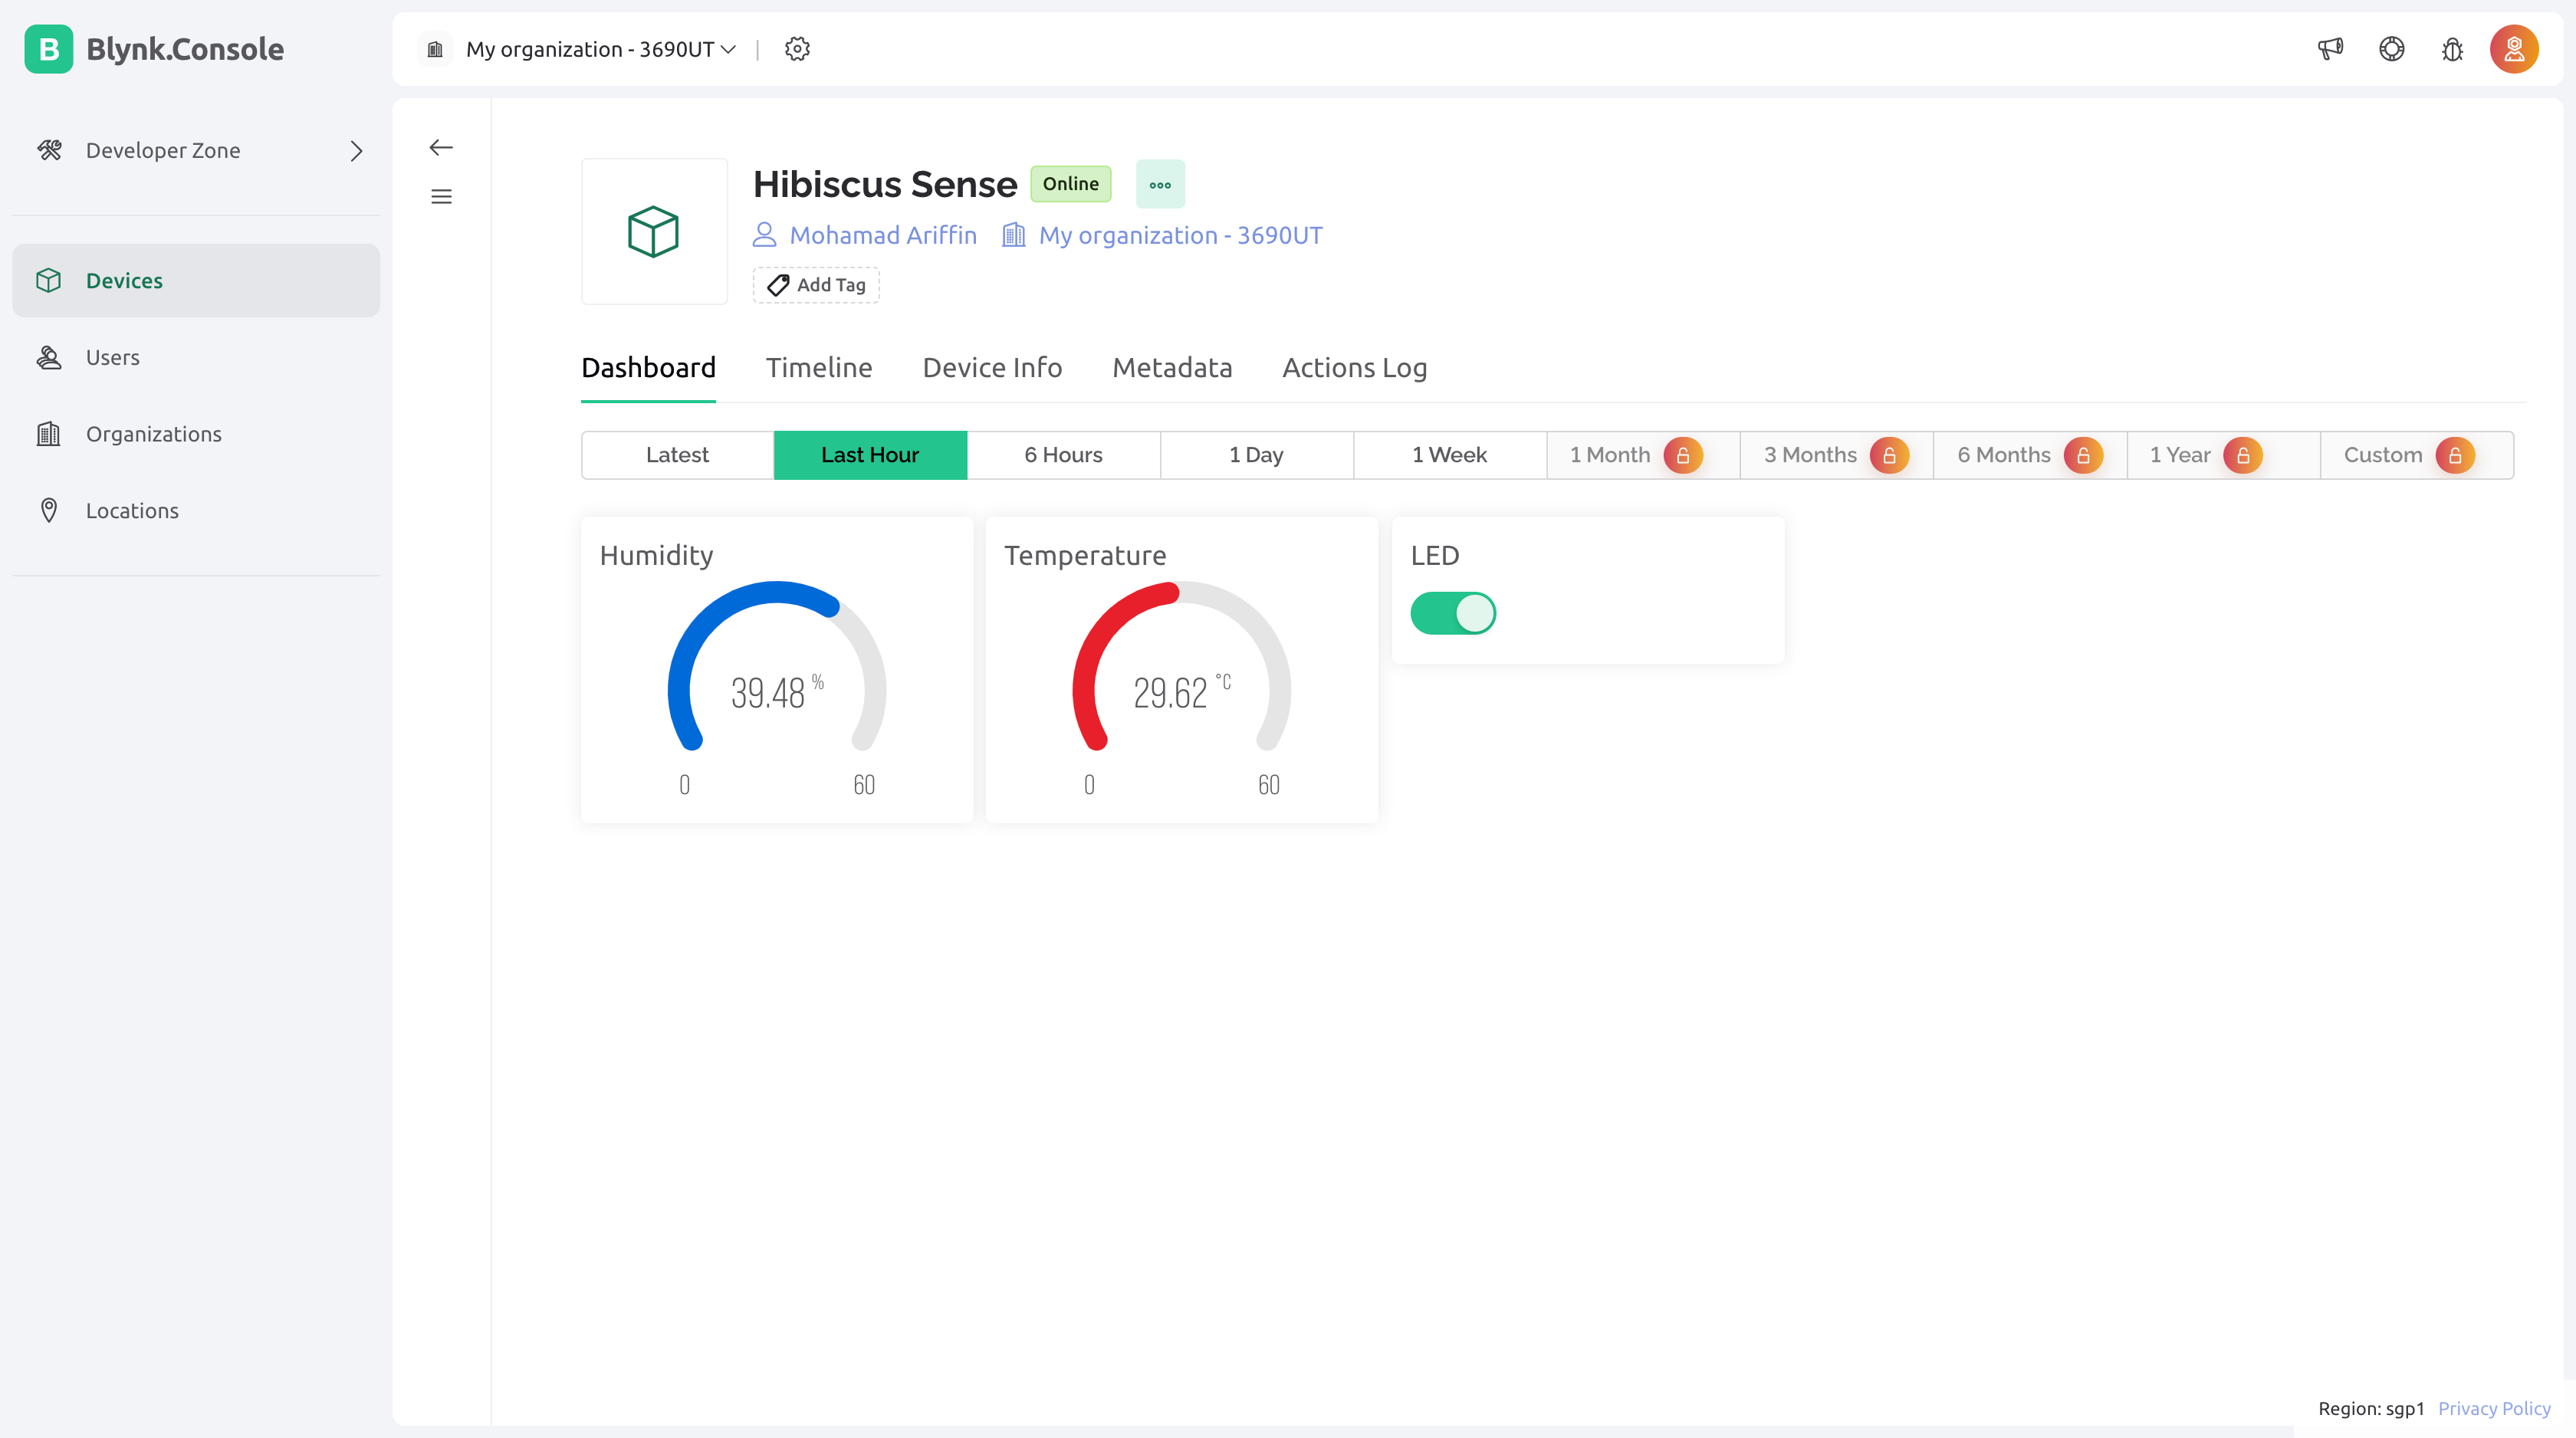 B Blynk.Console
My organization - 3690UT
Developer Zone
Devices
Users
Organizations
Locations
Hibiscus Sense Online
Mohamad Ariffin My organization - 3690UT
Add Tag
Dashboard Timeline Device Info Metadata Actions Log
Latest Last Hour 6 Hours 1 Day 1 Week 1 Month 3 Months 6 Months 1 Year Custom
Humidity
39.48 %
0 60
Temperature
29.62 °C
0 60
LED
Region: sgp1 Privacy Policy